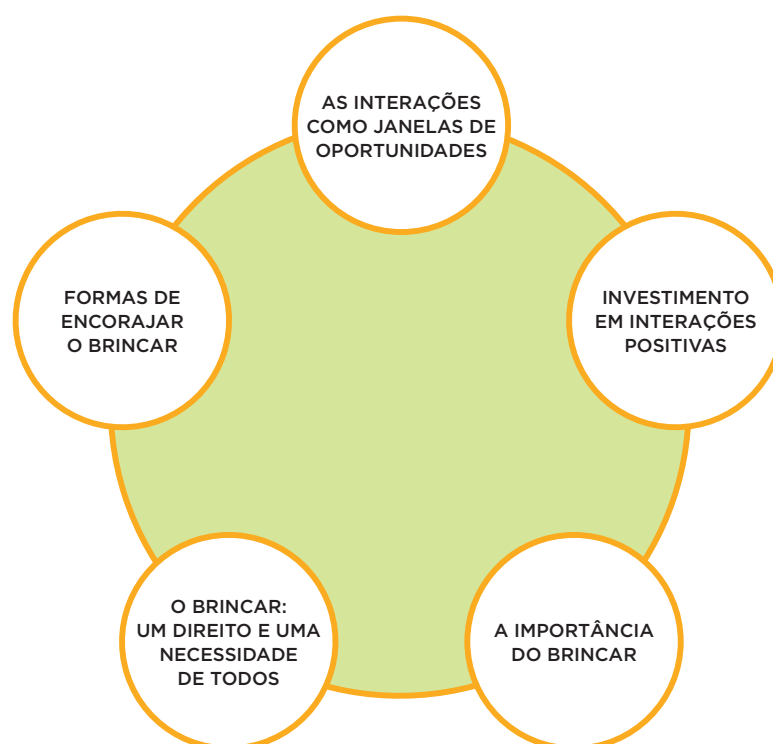 AS INTERAÇÕES
COMO JANELAS DE
OPORTUNIDADES
INVESTIMENTO
EM INTERAÇÕES
POSITIVAS
A IMPORTÂNCIA
DO BRINCAR
O BRINCAR:
UM DIREITO E UMA
NECESSIDADE
DE TODOS
FORMAS DE
ENCORAJAR
O BRINCAR